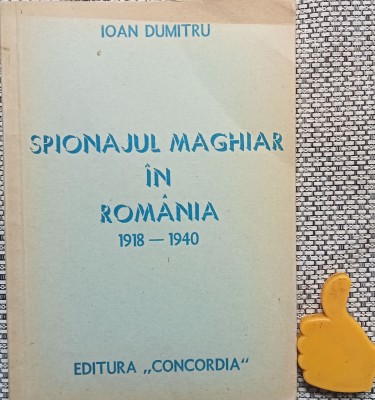 IOAN DUMITRU
SPIONAJUL MAGHIAR
ÎN
ROMÂNIA
1918 — 1940
EDITURA „CONCORDIA"